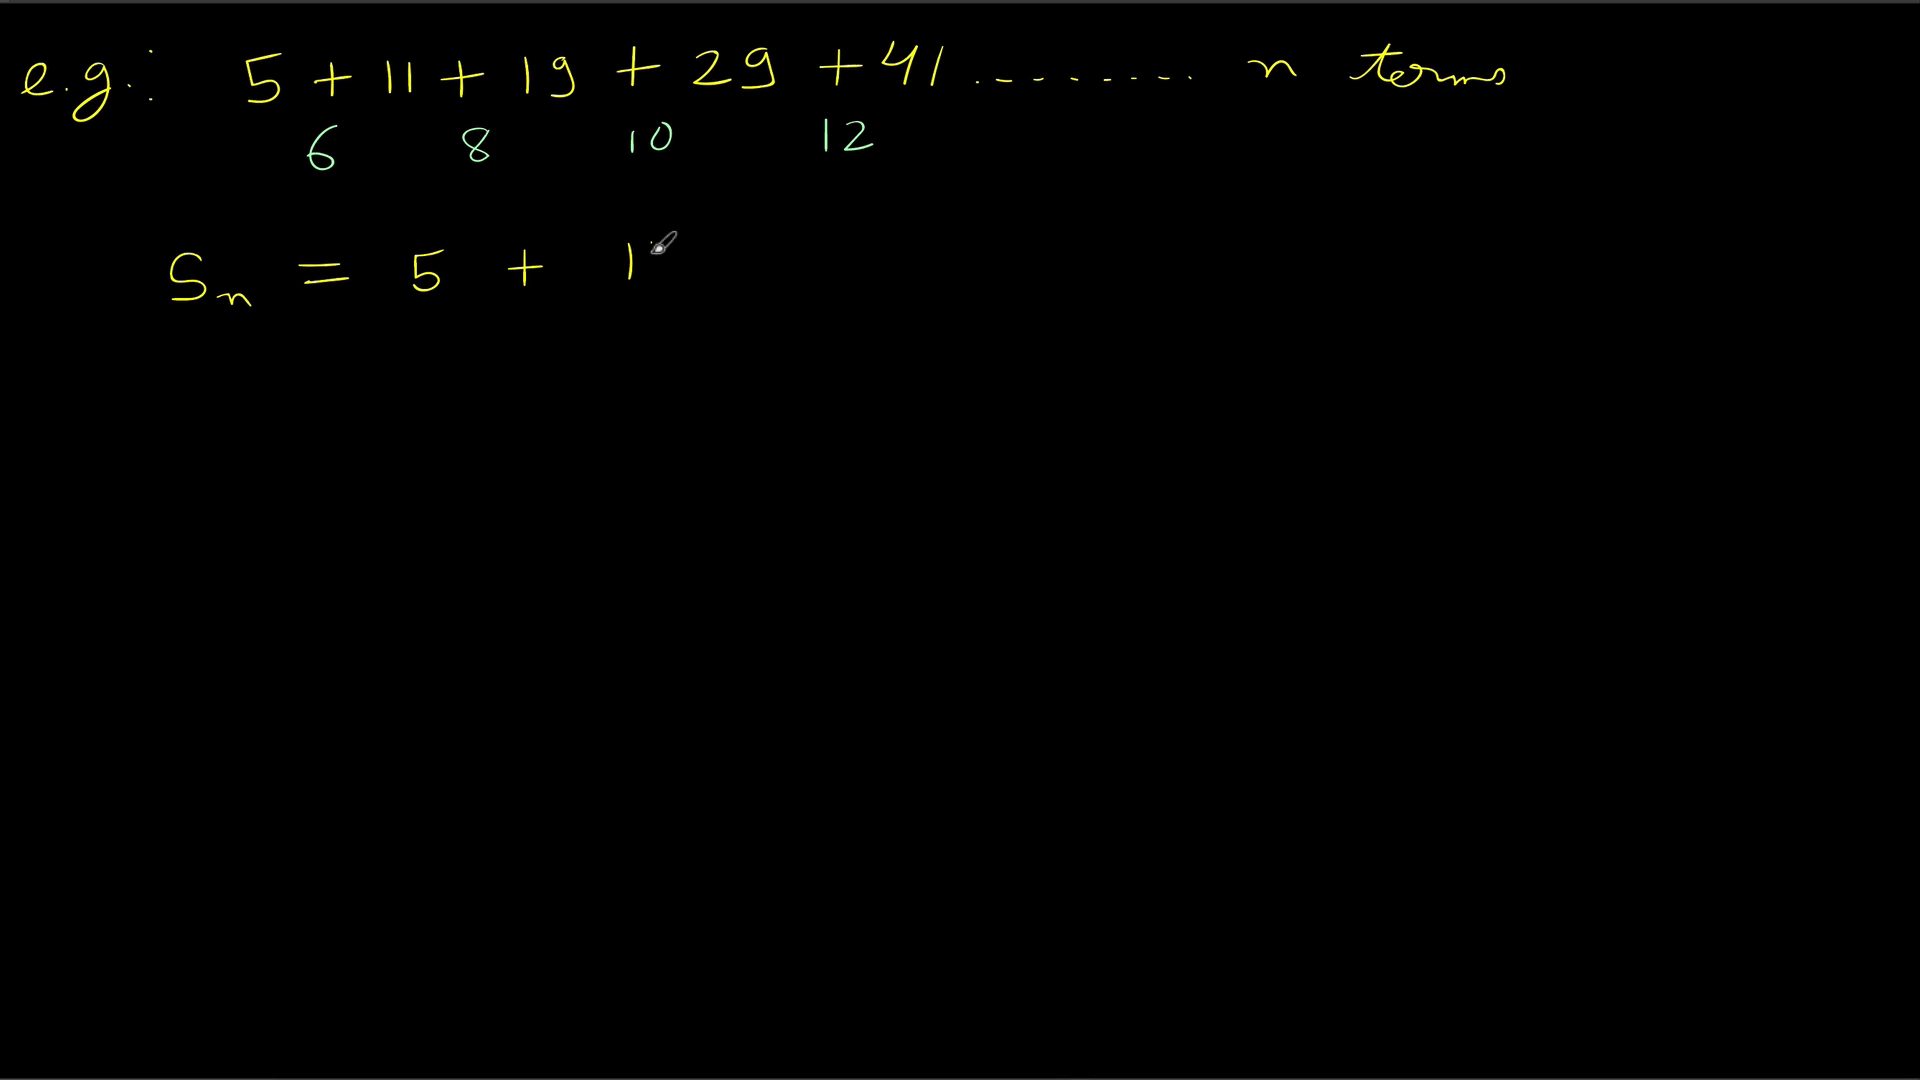 e.g.: 5 + 11 + 19 + 29 + 41 ........ n terms
6 8 10 12
Sn = 5 + 1